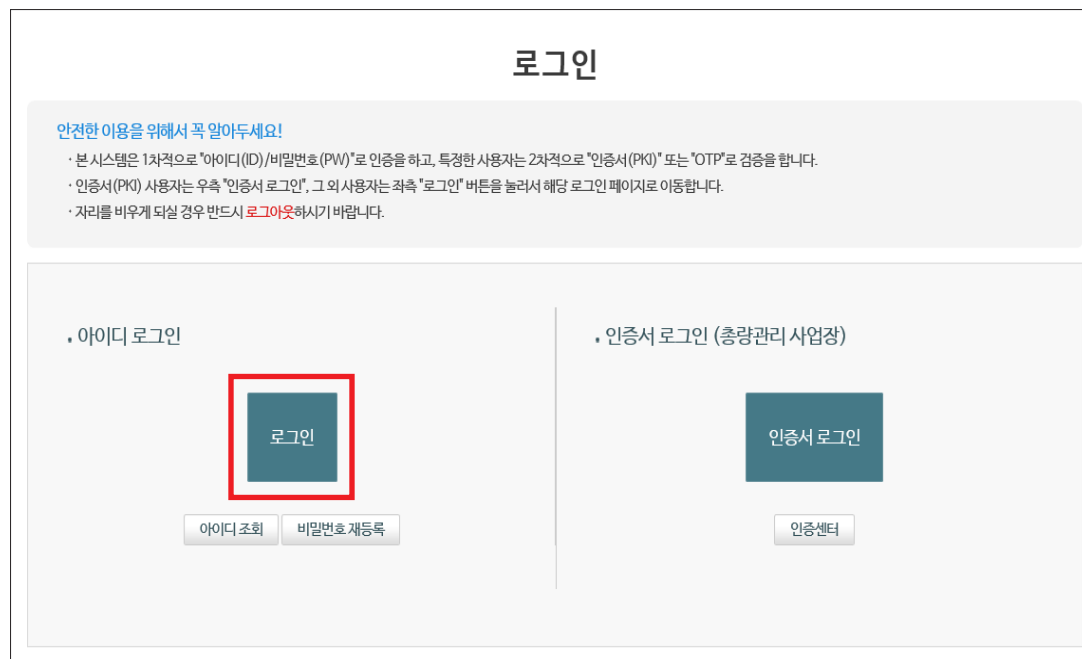 로그인
안전한 이용을 위해서 꼭 알아두세요!
· 본 시스템은 1차적으로 "아이디(ID)/비밀번호(PW)"로 인증을 하고, 특정한 사용자는 2차적으로 "인증서(PKI)" 또는 "OTP"로 검증을 합니다.
· 인증서(PKI) 사용자는 우측 "인증서 로그인", 그 외 사용자는 좌측 "로그인" 버튼을 눌러서 해당 로그인 페이지로 이동합니다.
· 자리를 비우게 되실 경우 반드시 로그아웃하시기 바랍니다.
• 아이디 로그인
로그인
아이디 조회 비밀번호 재등록
• 인증서 로그인 (총량관리 사업장)
인증서 로그인
인증센터